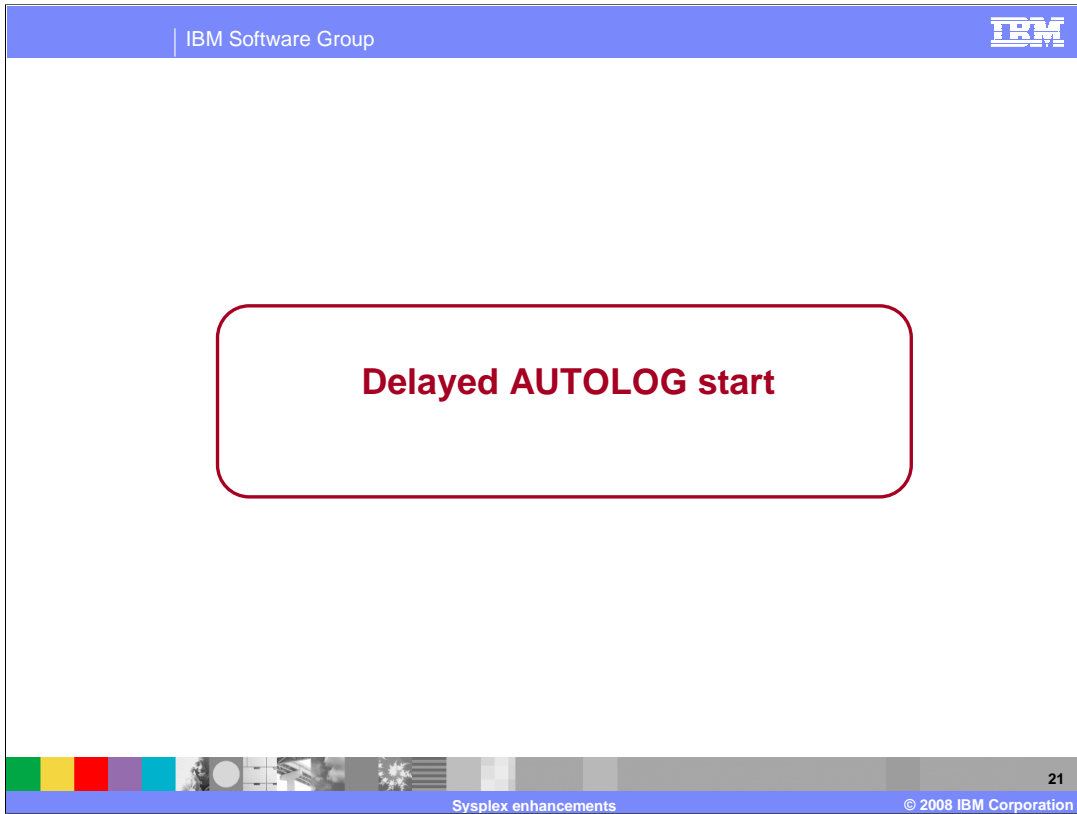 IBM Software Group
IBM
Delayed AUTOLOG start
21
Sysplex enhancements
© 2008 IBM Corporation